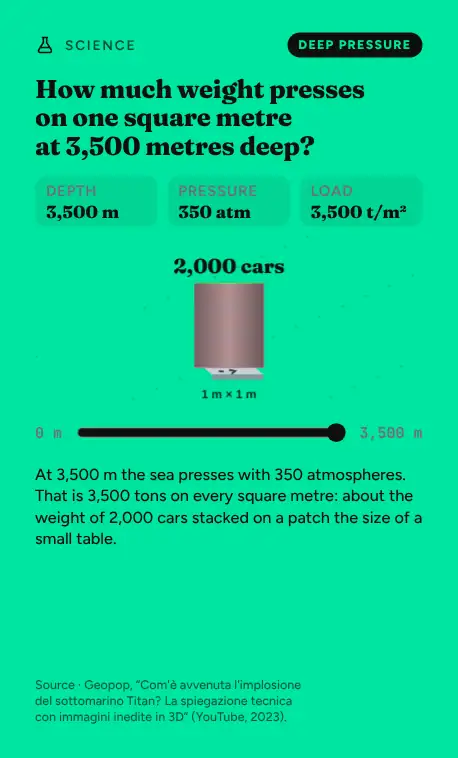 SCIENCE
DEEP PRESSURE
How much weight presses
on one square metre
at 3,500 metres deep?
DEPTH
3,500 m
PRESSURE
350 atm
LOAD
3,500 t/m²
2,000 cars
1 m × 1 m
0 m
3,500 m
At 3,500 m the sea presses with 350 atmospheres.
That is 3,500 tons on every square metre: about the
weight of 2,000 cars stacked on a patch the size of a
small table.
Source · Geopop, “Com'è avvenuta l'implosione
del sottomarino Titan? La spiegazione tecnica
con immagini inedite in 3D” (YouTube, 2023).